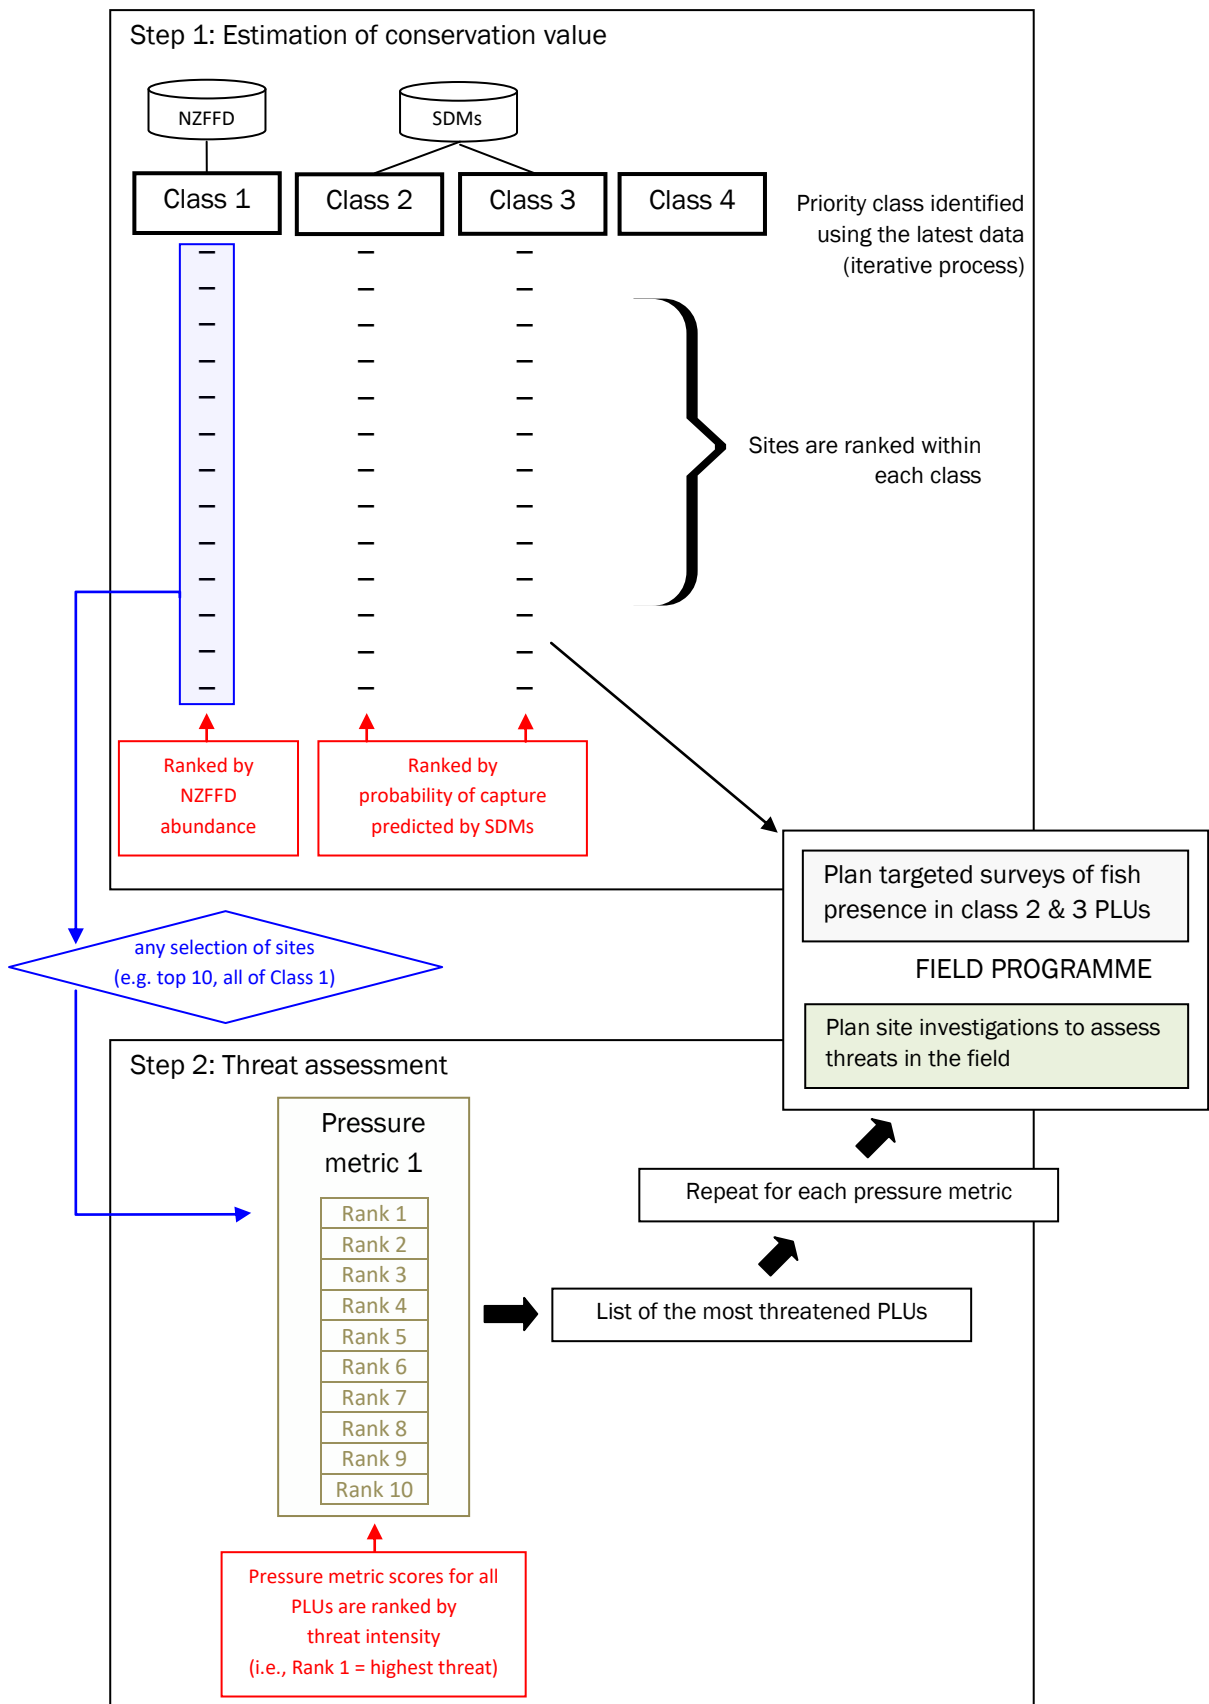 Step 1: Estimation of conservation value
NZFFD
SDMs
Class 1
Class 2
Class 3
Class 4
Priority class identified
using the latest data
(iterative process)
Sites are ranked within
each class
Ranked by
NZFFD
abundance
Ranked by
probability of capture
predicted by SDMs
Plan targeted surveys of fish
presence in class 2 & 3 PLUs
FIELD PROGRAMME
Plan site investigations to assess
threats in the field
any selection of sites
(e.g. top 10, all of Class 1)
Step 2: Threat assessment
Pressure
metric 1
Rank 1
Rank 2
Rank 3
Rank 4
Rank 5
Rank 6
Rank 7
Rank 8
Rank 9
Rank 10
Repeat for each pressure metric
List of the most threatened PLUs
Pressure metric scores for all
PLUs are ranked by
threat intensity
(i.e., Rank 1 = highest threat)